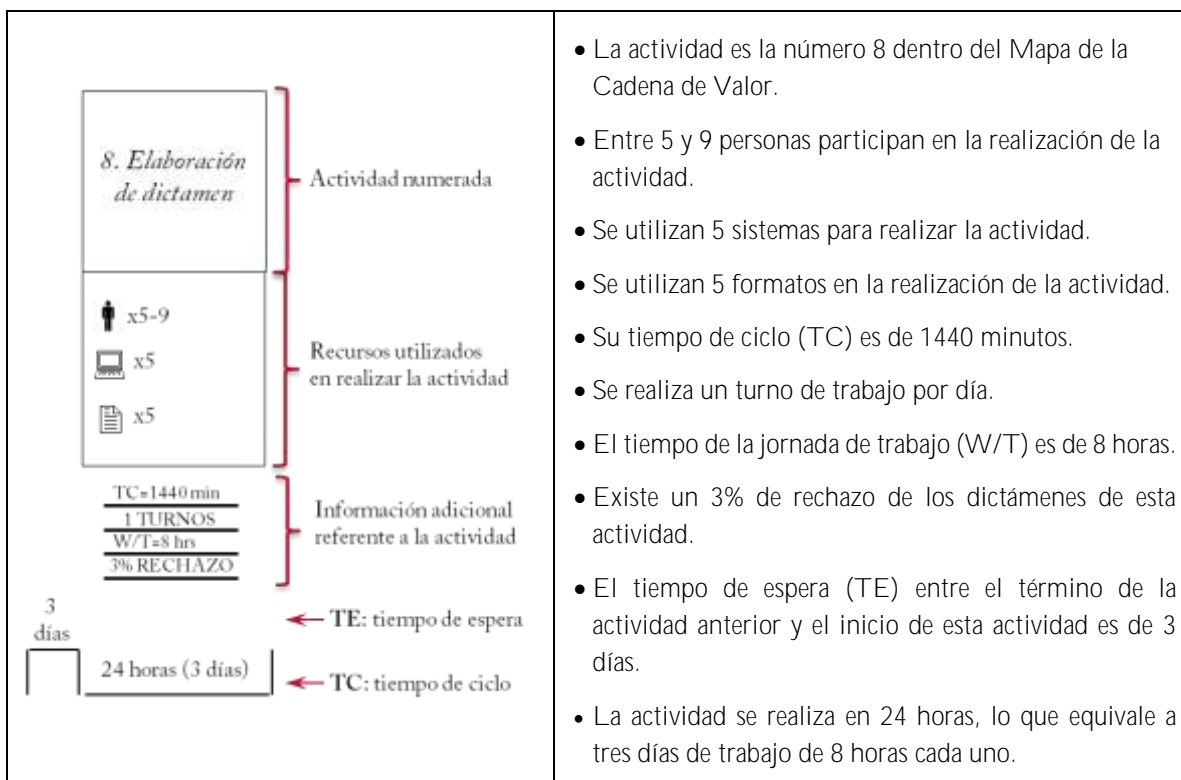 8. Elaboración
de dictamen
Actividad numerada
x5-9
x5
x5
Recursos utilizados
en realizar la actividad
TC=1440 min
1 TURNOS
W/T=8 hrs
3% RECHAZO
Información adicional
referente a la actividad
3
días
TE: tiempo de espera
24 horas (3 días)
TC: tiempo de ciclo
• La actividad es la número 8 dentro del Mapa de la
Cadena de Valor.
• Entre 5 y 9 personas participan en la realización de la
actividad.
• Se utilizan 5 sistemas para realizar la actividad.
• Se utilizan 5 formatos en la realización de la actividad.
• Su tiempo de ciclo (TC) es de 1440 minutos.
• Se realiza un turno de trabajo por día.
• El tiempo de la jornada de trabajo (W/T) es de 8 horas.
• Existe un 3% de rechazo de los dictámenes de esta
actividad.
• El tiempo de espera (TE) entre el término de la
actividad anterior y el inicio de esta actividad es de 3
días.
• La actividad se realiza en 24 horas, lo que equivale a
tres días de trabajo de 8 horas cada uno.